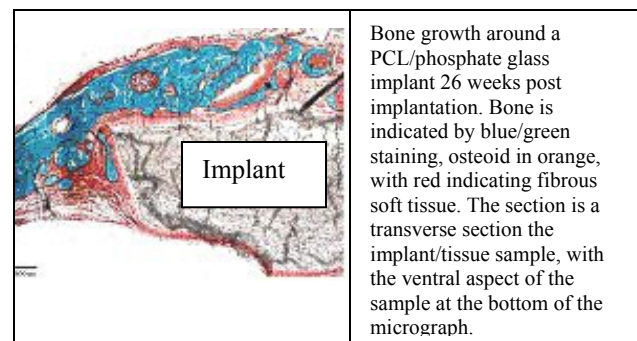 Implant
Bone growth around a
PCL/phosphate glass
implant 26 weeks post
implantation. Bone is
indicated by blue/green
staining, osteoid in orange,
with red indicating fibrous
soft tissue. The section is a
transverse section the
implant/tissue sample, with
the ventral aspect of the
sample at the bottom of the
micrograph.